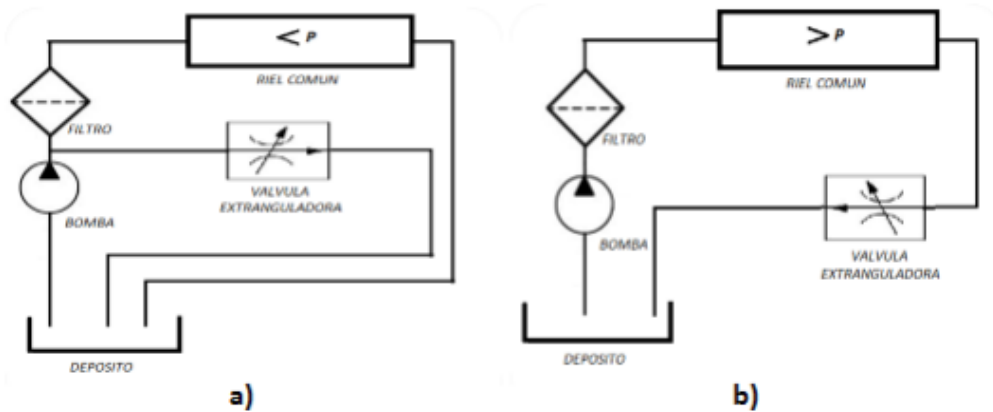 < P
RIEL COMUN
FILTRO
VALVULA
EXTRANGULADORA
BOMBA
DEPOSITO
a)
> P
RIEL COMUN
FILTRO
BOMBA
VALVULA
EXTRANGULADORA
DEPOSITO
b)